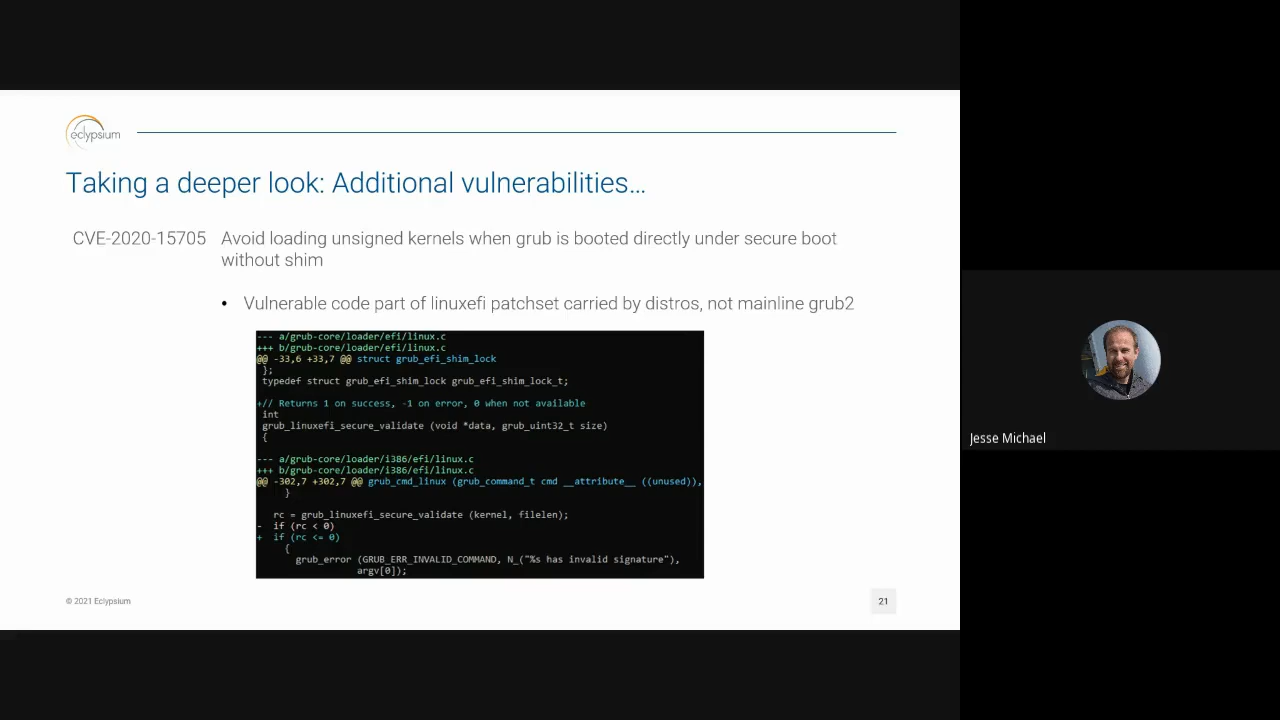 eclypsium
Taking a deeper look: Additional vulnerabilities…
CVE-2020-15705 Avoid loading unsigned kernels when grub is booted directly under secure boot
without shim
• Vulnerable code part of linuxefi patchset carried by distros, not mainline grub2
--- a/grub-core/loader/efi/linux.c
+++ b/grub-core/loader/efi/linux.c
@@ -33,6 +33,7 @@ struct grub_efi_shim_lock
};
typedef struct grub_efi_shim_lock grub_efi_shim_lock_t;
+// Returns 1 on success, -1 on error, 0 when not available
int
grub_linuxefi_secure_validate (void *data, grub_uint32_t size)
{
--- a/grub-core/loader/i386/efi/linux.c
+++ b/grub-core/loader/i386/efi/linux.c
@@ -302,7 +302,7 @@ grub_cmd_linux (grub_command_t cmd __attribute__ ((unused)),
}
rc = grub_linuxefi_secure_validate (kernel, filelen);
- if (rc < 0)
+ if (rc <= 0)
{
grub_error (GRUB_ERR_INVALID_COMMAND, N_("%s has invalid signature"),
argv[0]);
© 2021 Eclypsium
21
Jesse Michael